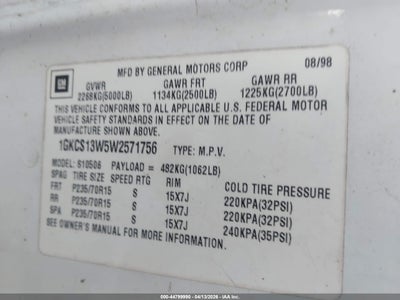 GM
MFD BY GENERAL MOTORS CORP 08/98
GVWR GAWR FRT GAWR RR
2268KG(5000LB) 1134KG(2500LB) 1225KG(2700LB)
THIS VEHICLE CONFORMS TO ALL APPLICABLE U.S. FEDERAL MOTOR
VEHICLE SAFETY STANDARDS IN EFFECT ON THE DATE OF
MANUFACTURE SHOWN ABOVE.
1GKCS13W5W2571756 TYPE: M.P.V.
MODEL: S10506 PAYLOAD = 482KG(1062LB)
SPAG TIRE SIZE SPEED RTG RIM COLD TIRE PRESSURE
FRT P235/70R15 S 15X7J 220KPA(32PSI)
RR P235/70R15 S 15X7J 220KPA(32PSI)
SPA P235/70R15 S 15X7J 240KPA(35PSI)
SEE OWNER'S MANUAL FOR MORE INFORMATION.
000-44799990 - 04/13/2026 - IAA